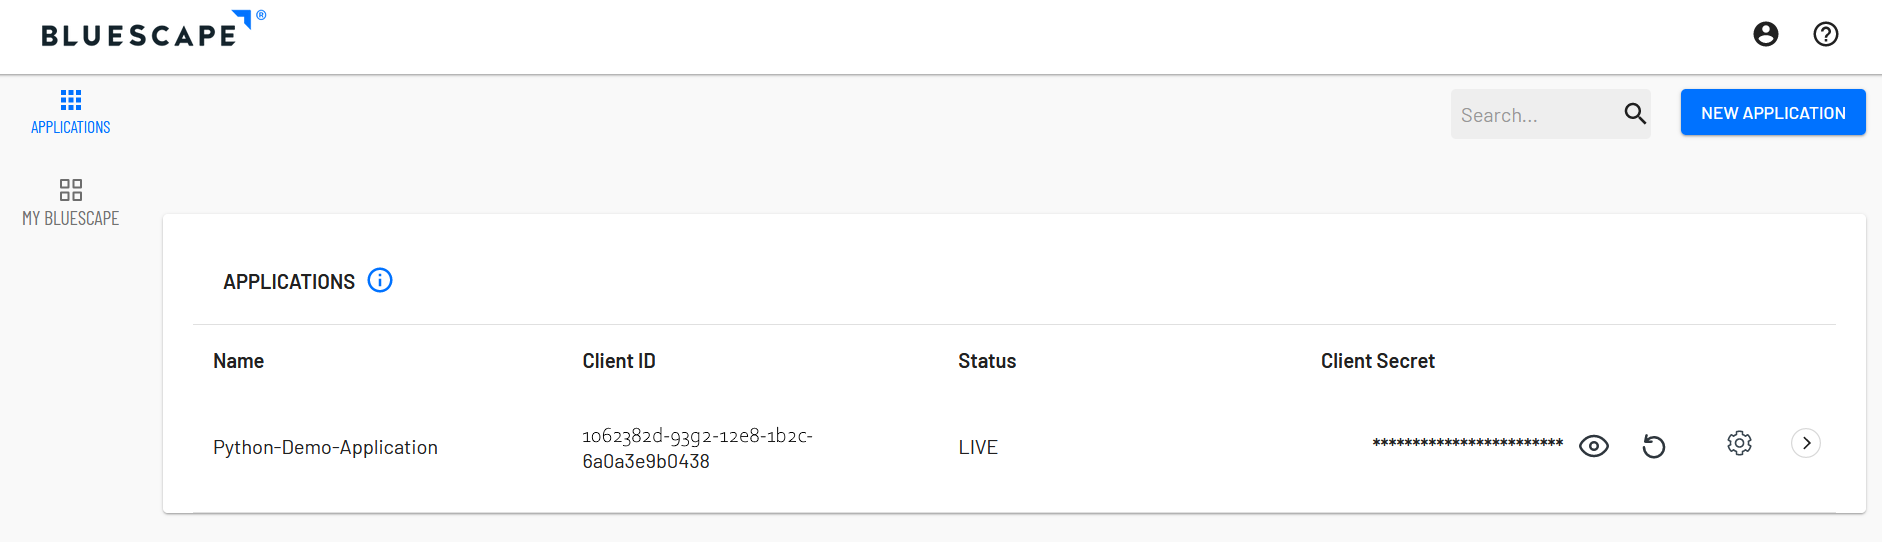 BLUESCAPE®
APPLICATIONS
MY BLUESCAPE
Search...
NEW APPLICATION
APPLICATIONS
Name Client ID Status Client Secret
Python-Demo-Application 1062382d-93g2-12e8-1b2c- LIVE ************************
6a0a3e9b0438